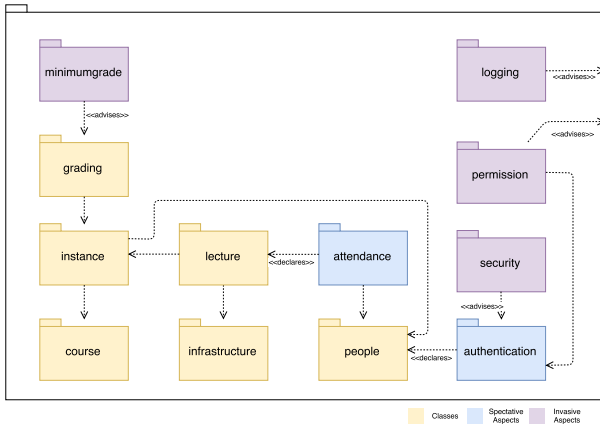 minimumgrade
logging
<<advises>>
<<advises>>
<<advises>>
grading
permission
instance
lecture
attendance
<<declares>>
security
<<advises>>
course
infrastructure
people
<<declares>
authentication
Classes
Spectative
Aspects
Invasive
Aspects